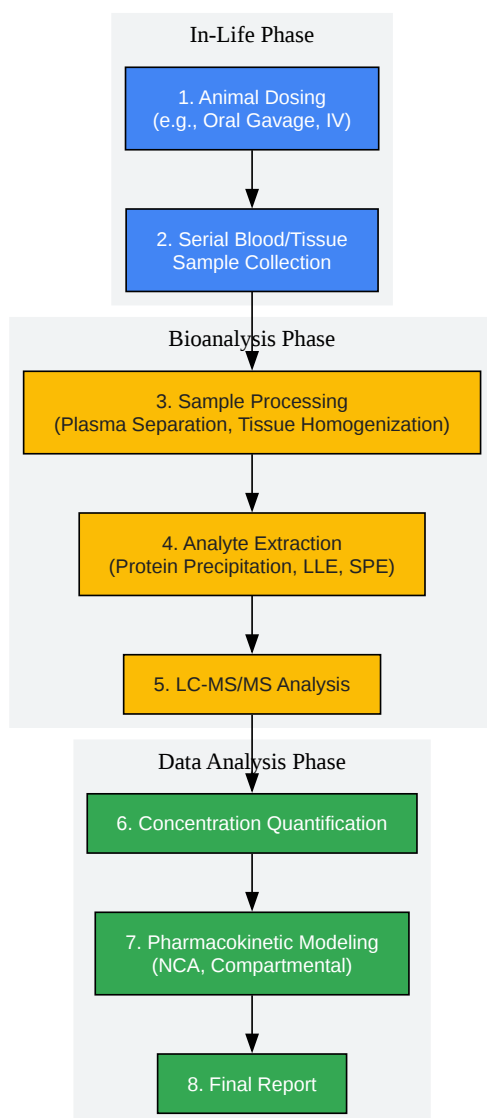 In-Life Phase
1. Animal Dosing
(e.g., Oral Gavage, IV)
2. Serial Blood/Tissue
Sample Collection
Bioanalysis Phase
3. Sample Processing
(Plasma Separation, Tissue Homogenization)
4. Analyte Extraction
(Protein Precipitation, LLE, SPE)
5. LC-MS/MS Analysis
Data Analysis Phase
6. Concentration Quantification
7. Pharmacokinetic Modeling
(NCA, Compartmental)
8. Final Report